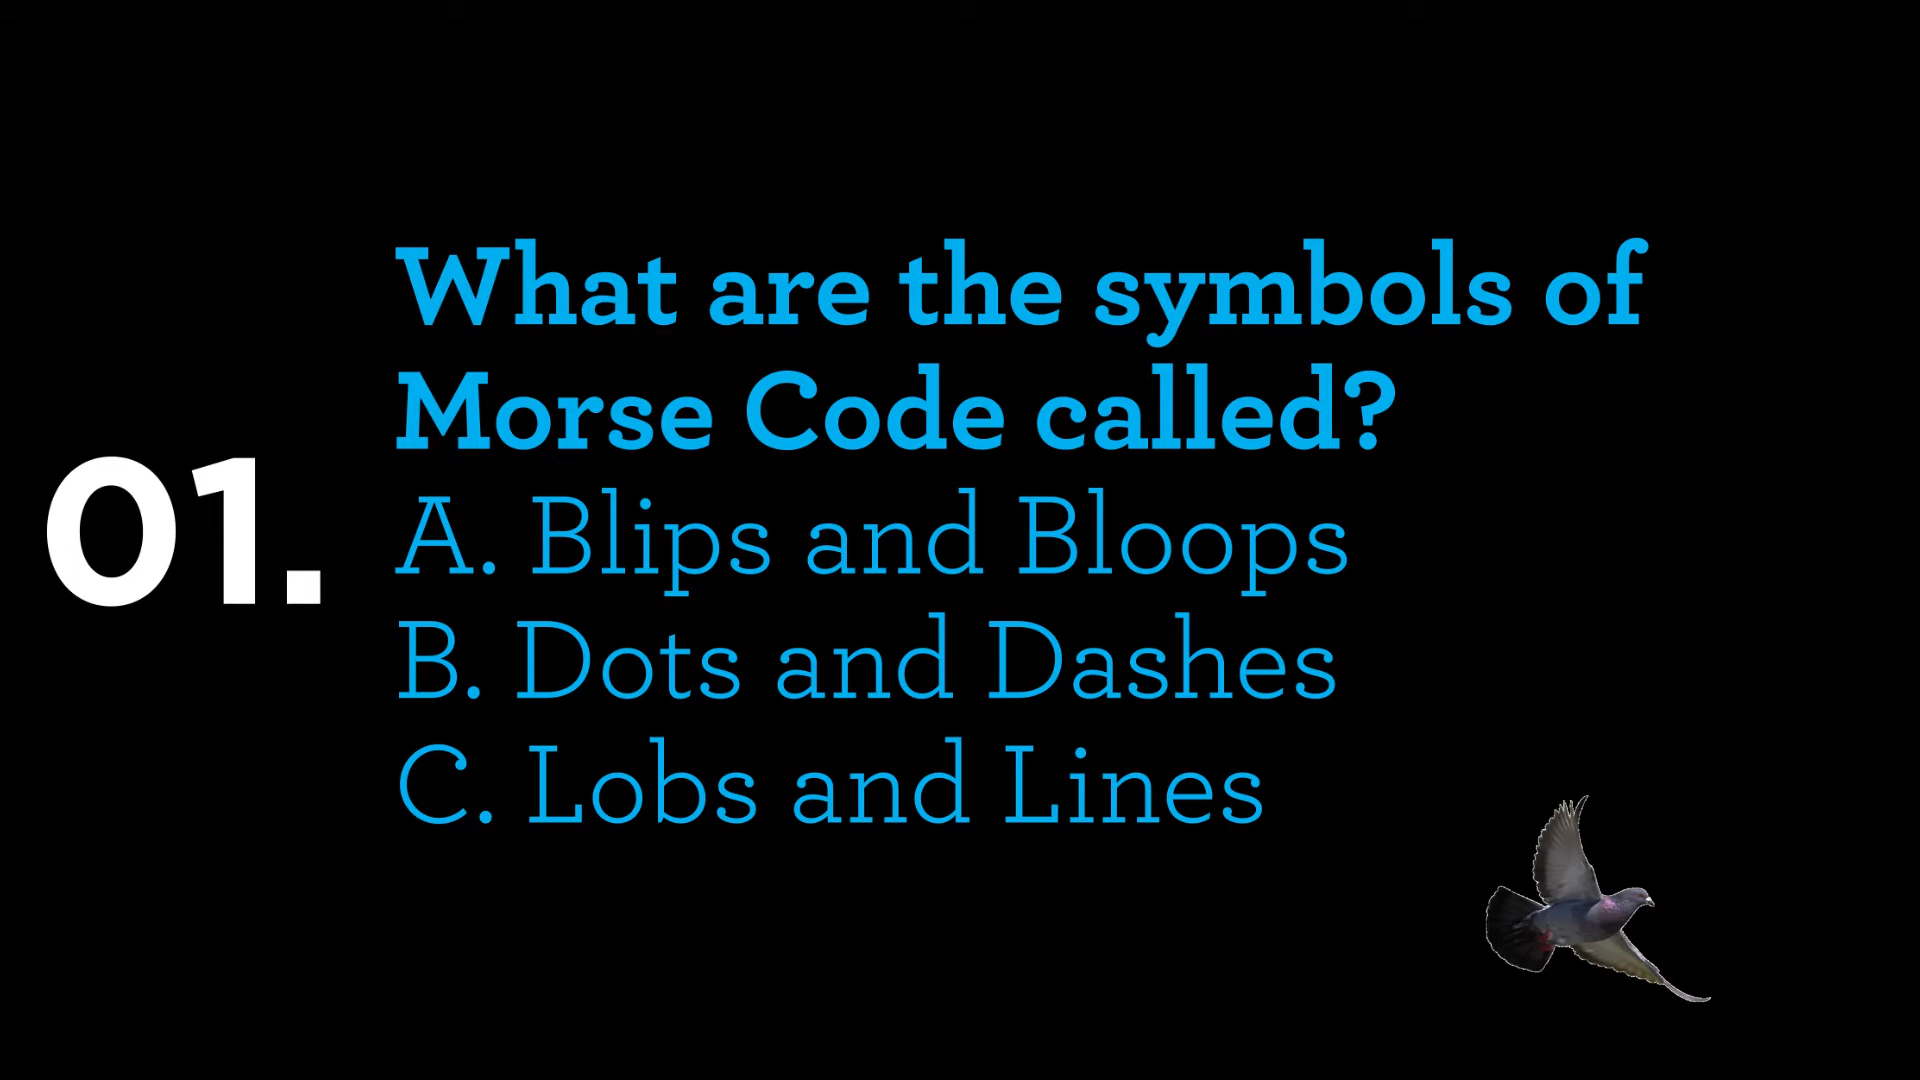 01.
What are the symbols of
Morse Code called?
A. Blips and Bloops
B. Dots and Dashes
C. Lobs and Lines